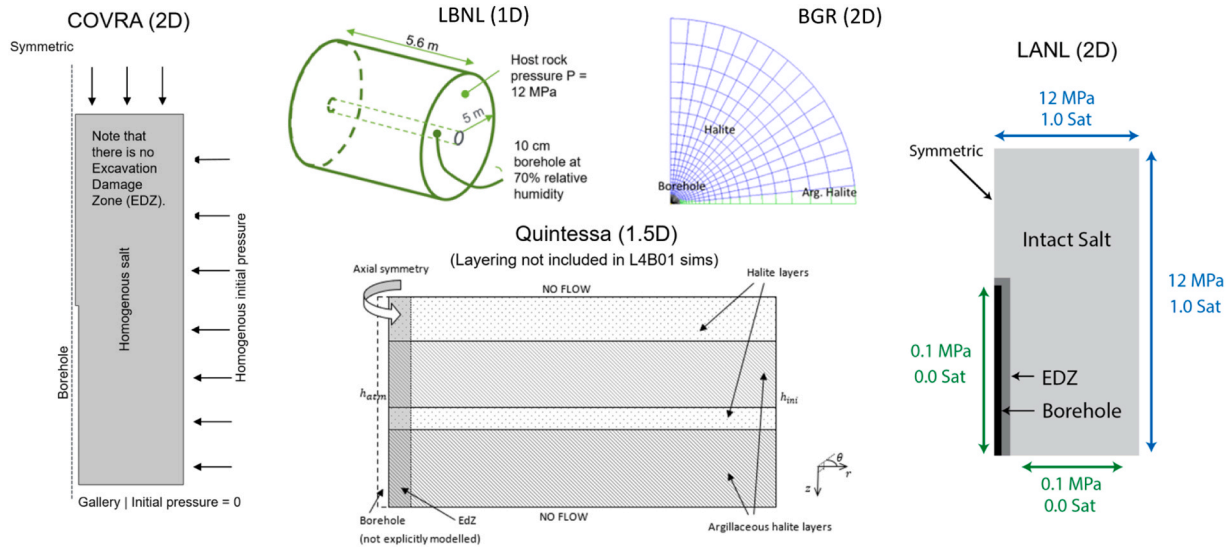 COVRA (2D)
Symmetric
Note that
there is no
Excavation
Damage
Zone (EDZ).
Homogenous salt
Homogenous initial pressure
Borehole
Gallery | Initial pressure = 0
LBNL (1D)
5.6 m
Host rock
pressure P =
12 MPa
5 m
10 cm
borehole at
70% relative
humidity
BGR (2D)
Halite
Borehole
Arg. Halite
Quintessa (1.5D)
(Layering not included in L4B01 sims)
Axial symmetry
NO FLOW
Halite layers
h_atm
h_ini
θ
r
z
Borehole
(not explicitly modelled)
EdZ
NO FLOW
Argillaceous halite layers
LANL (2D)
12 MPa
1.0 Sat
Symmetric
Intact Salt
12 MPa
1.0 Sat
0.1 MPa
0.0 Sat
EDZ
Borehole
0.1 MPa
0.0 Sat